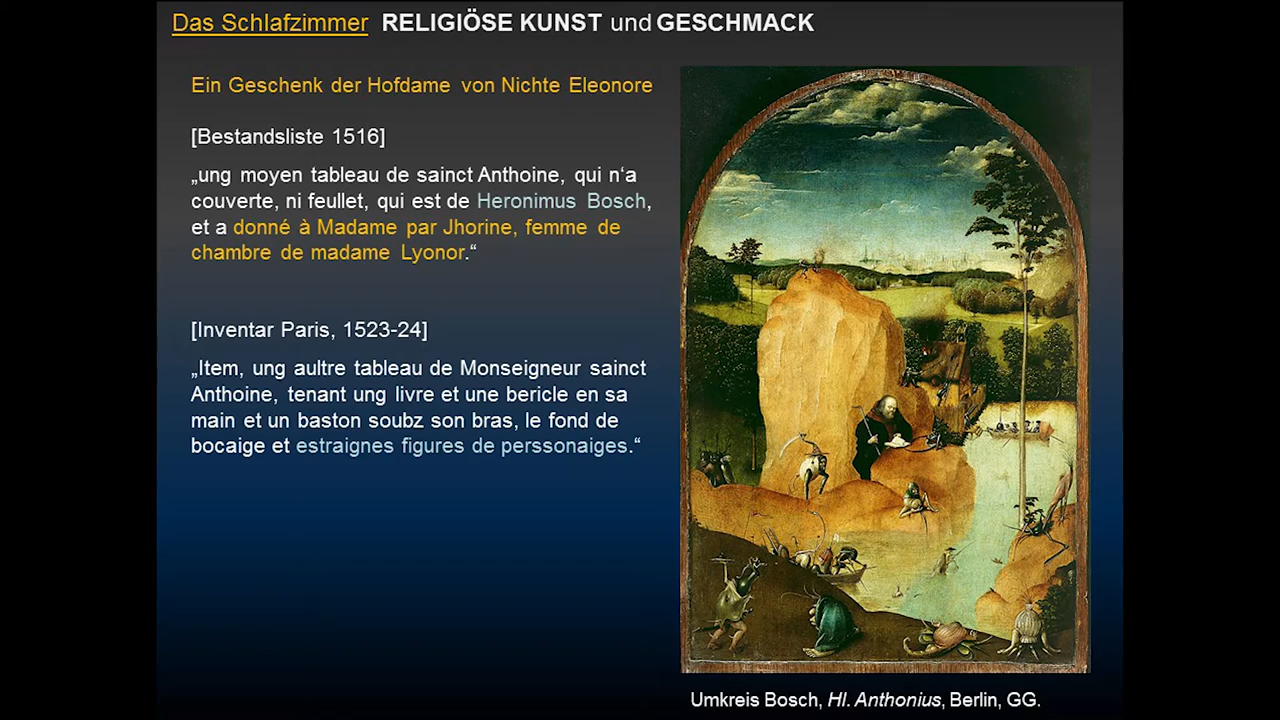 Das Schlafzimmer RELIGIÖSE KUNST und GESCHMACK
Ein Geschenk der Hofdame von Nichte Eleonore
[Bestandsliste 1516]
„ung moyen tableau de sainct Anthoine, qui n‘a
couverte, ni feullet, qui est de Heronimus Bosch,
et a donné à Madame par Jhorine, femme de
chambre de madame Lyonor.“
[Inventar Paris, 1523-24]
„Item, ung aultre tableau de Monseigneur sainct
Anthoine, tenant ung livre et une bericle en sa
main et un baston soubz son bras, le fond de
bocaige et estraignes figures de perssonaiges.“
Umkreis Bosch, Hl. Anthonius, Berlin, GG.